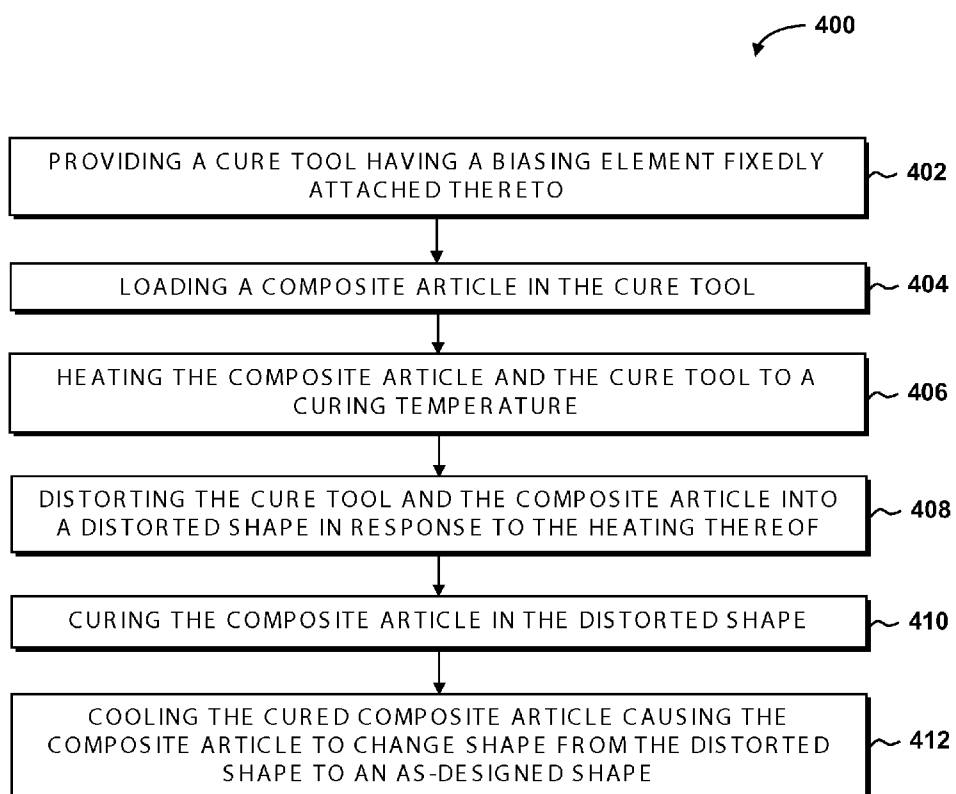 400
PROVIDING A CURE TOOL HAVING A BIASING ELEMENT FIXEDLY
ATTACHED THERETO
402
LOADING A COMPOSITE ARTICLE IN THE CURE TOOL
404
HEATING THE COMPOSITE ARTICLE AND THE CURE TOOL TO A
CURING TEMPERATURE
406
DISTORTING THE CURE TOOL AND THE COMPOSITE ARTICLE INTO
A DISTORTED SHAPE IN RESPONSE TO THE HEATING THEREOF
408
CURING THE COMPOSITE ARTICLE IN THE DISTORTED SHAPE
410
COOLING THE CURED COMPOSITE ARTICLE CAUSING THE
COMPOSITE ARTICLE TO CHANGE SHAPE FROM THE DISTORTED
SHAPE TO AN AS-DESIGNED SHAPE
412